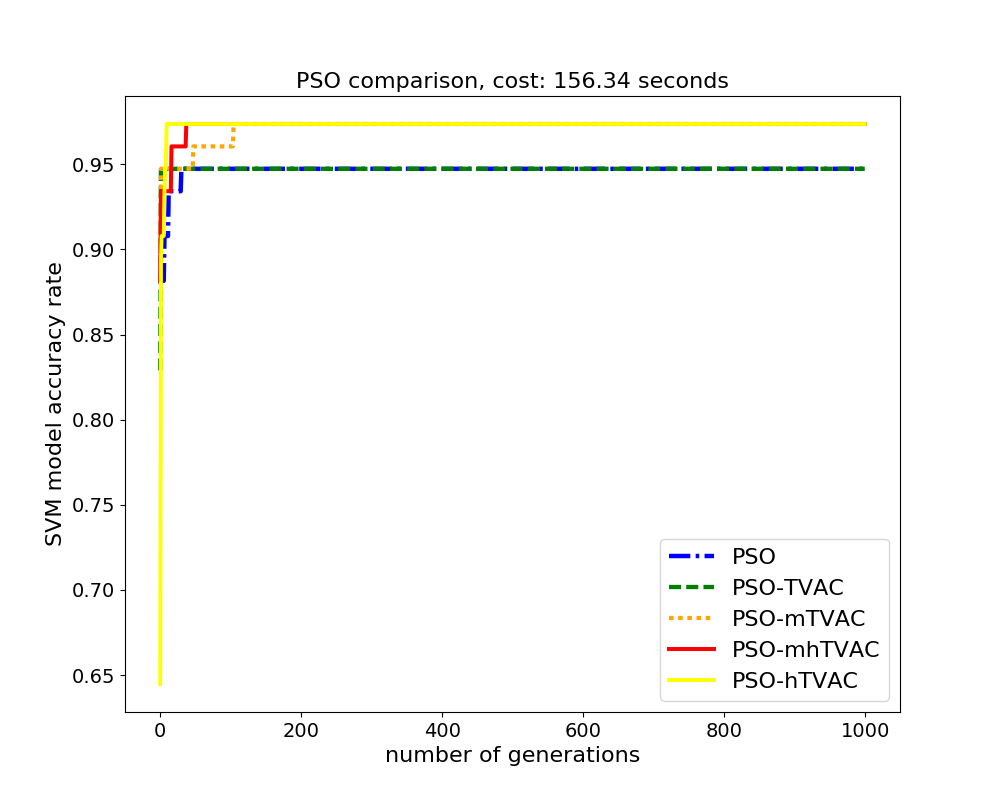 PSO comparison, cost: 156.34 seconds
SVM model accuracy rate
0.95
0.90
0.85
0.80
0.75
0.70
0.65
PSO
PSO-TVAC
PSO-mTVAC
PSO-mhTVAC
PSO-hTVAC
0 200 400 600 800 1000
number of generations